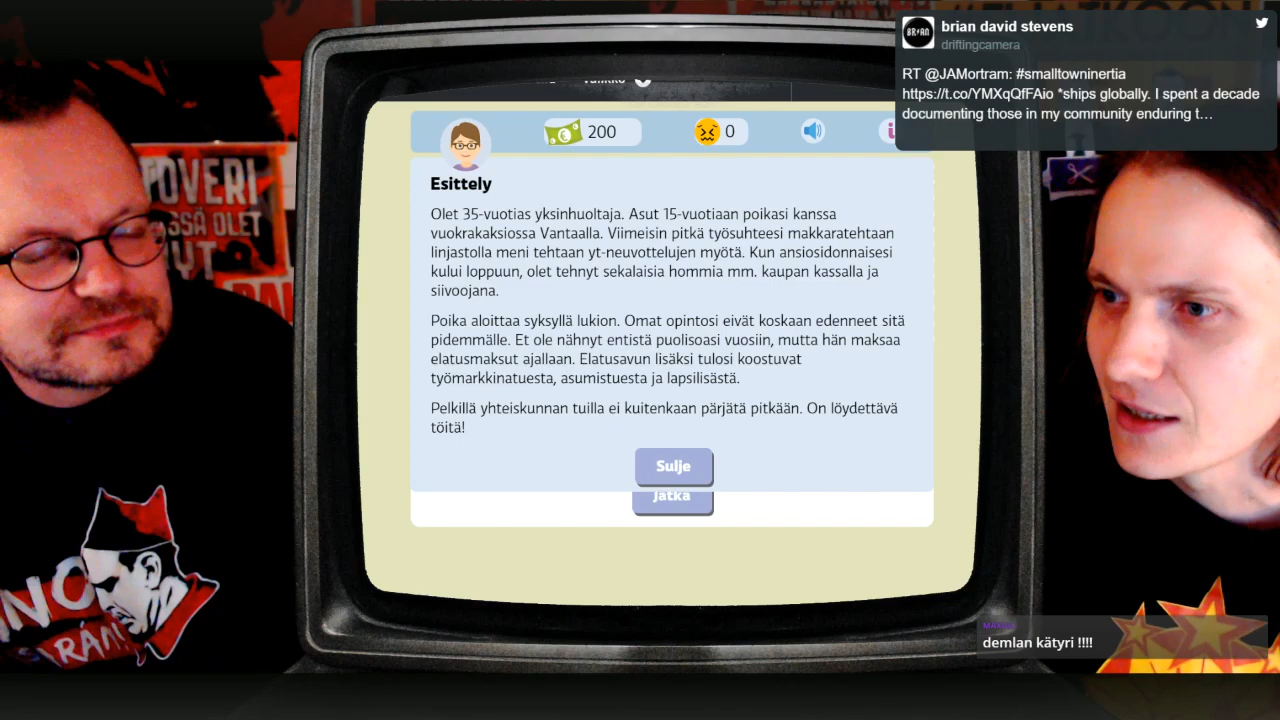 brian david stevens
driftingcamera
RT @JAMortram: #smalltowninertia
https://t.co/YMXqQfFAio *ships globally. I spent a decade
documenting those in my community enduring t…
200
0
Esittely
Olet 35-vuotias yksinhuoltaja. Asut 15-vuotiaan poikasi kanssa
vuokrakaksiossa Vantaalla. Viimeisin pitkä työsuhteesi makkaratehtaan
linjastolla meni tehtaan yt-neuvottelujen myötä. Kun ansiosidonnaisesi
kului loppuun, olet tehnyt sekalaisia hommia mm. kaupan kassalla ja
siivoojana.
Poika aloittaa syksyllä lukion. Omat opintosi eivät koskaan edenneet sitä
pidemmälle. Et ole nähnyt entistä puolisoasi vuosiin, mutta hän maksaa
elatusmaksut ajallaan. Elatusavun lisäksi tulosi koostuvat
työmarkkinatuesta, asumistuesta ja lapsilisästä.
Pelkillä yhteiskunnan tuilla ei kuitenkaan pärjätä pitkään. On löydettävä
töitä!
Sulje
Jatka
TOVERI
SSÄ OLET
YT
NO
RÁN
demlan kätyri !!!!